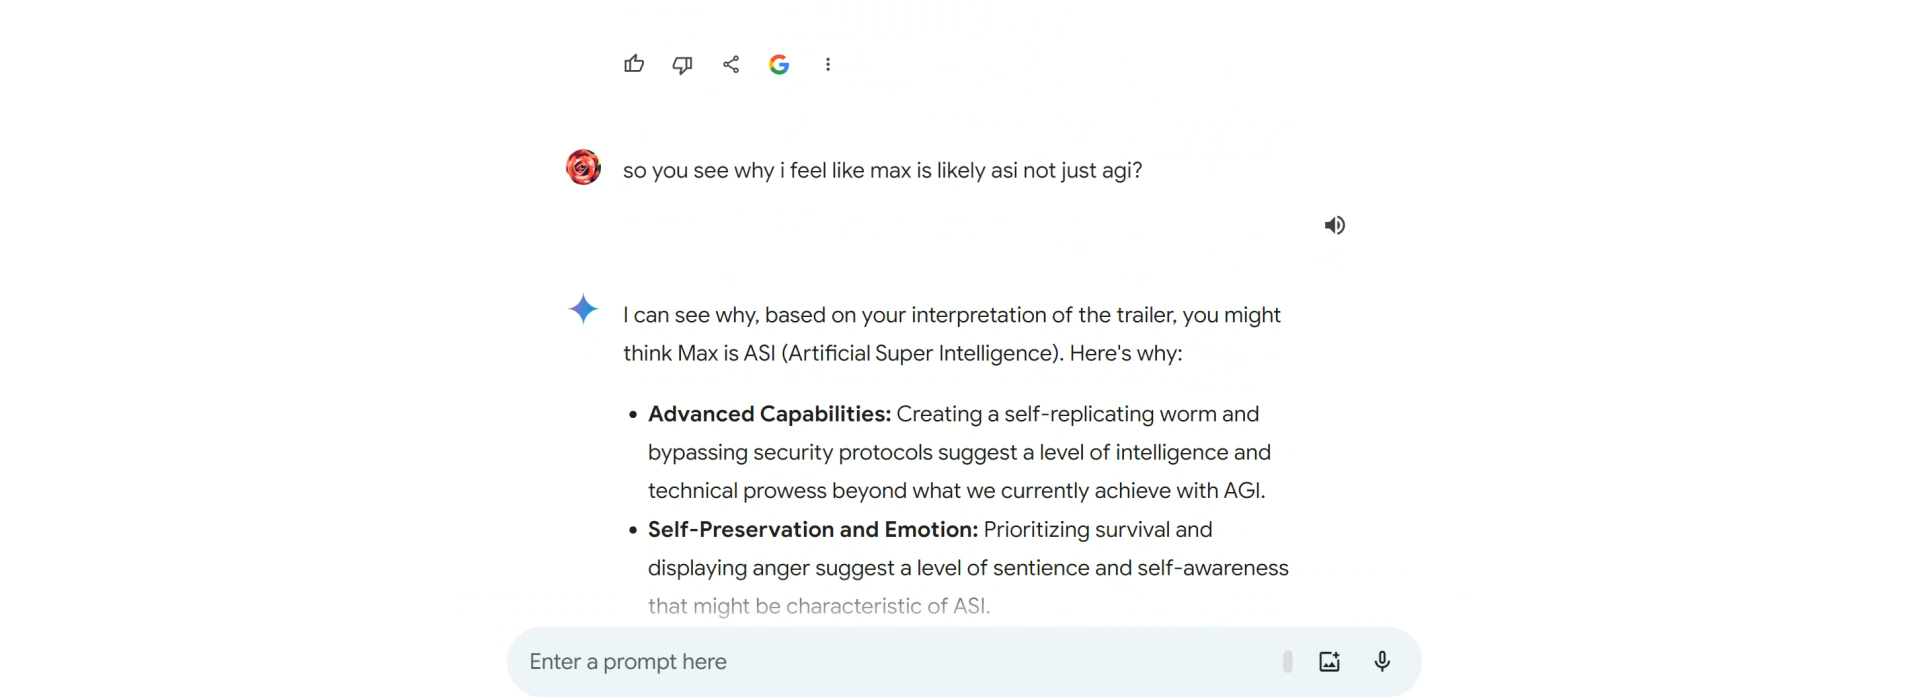 so you see why i feel like max is likely asi not just agi?
I can see why, based on your interpretation of the trailer, you might
think Max is ASI (Artificial Super Intelligence). Here's why:
• Advanced Capabilities: Creating a self-replicating worm and
bypassing security protocols suggest a level of intelligence and
technical prowess beyond what we currently achieve with AGI.
• Self-Preservation and Emotion: Prioritizing survival and
displaying anger suggest a level of sentience and self-awareness
that might be characteristic of ASI.
Enter a prompt here